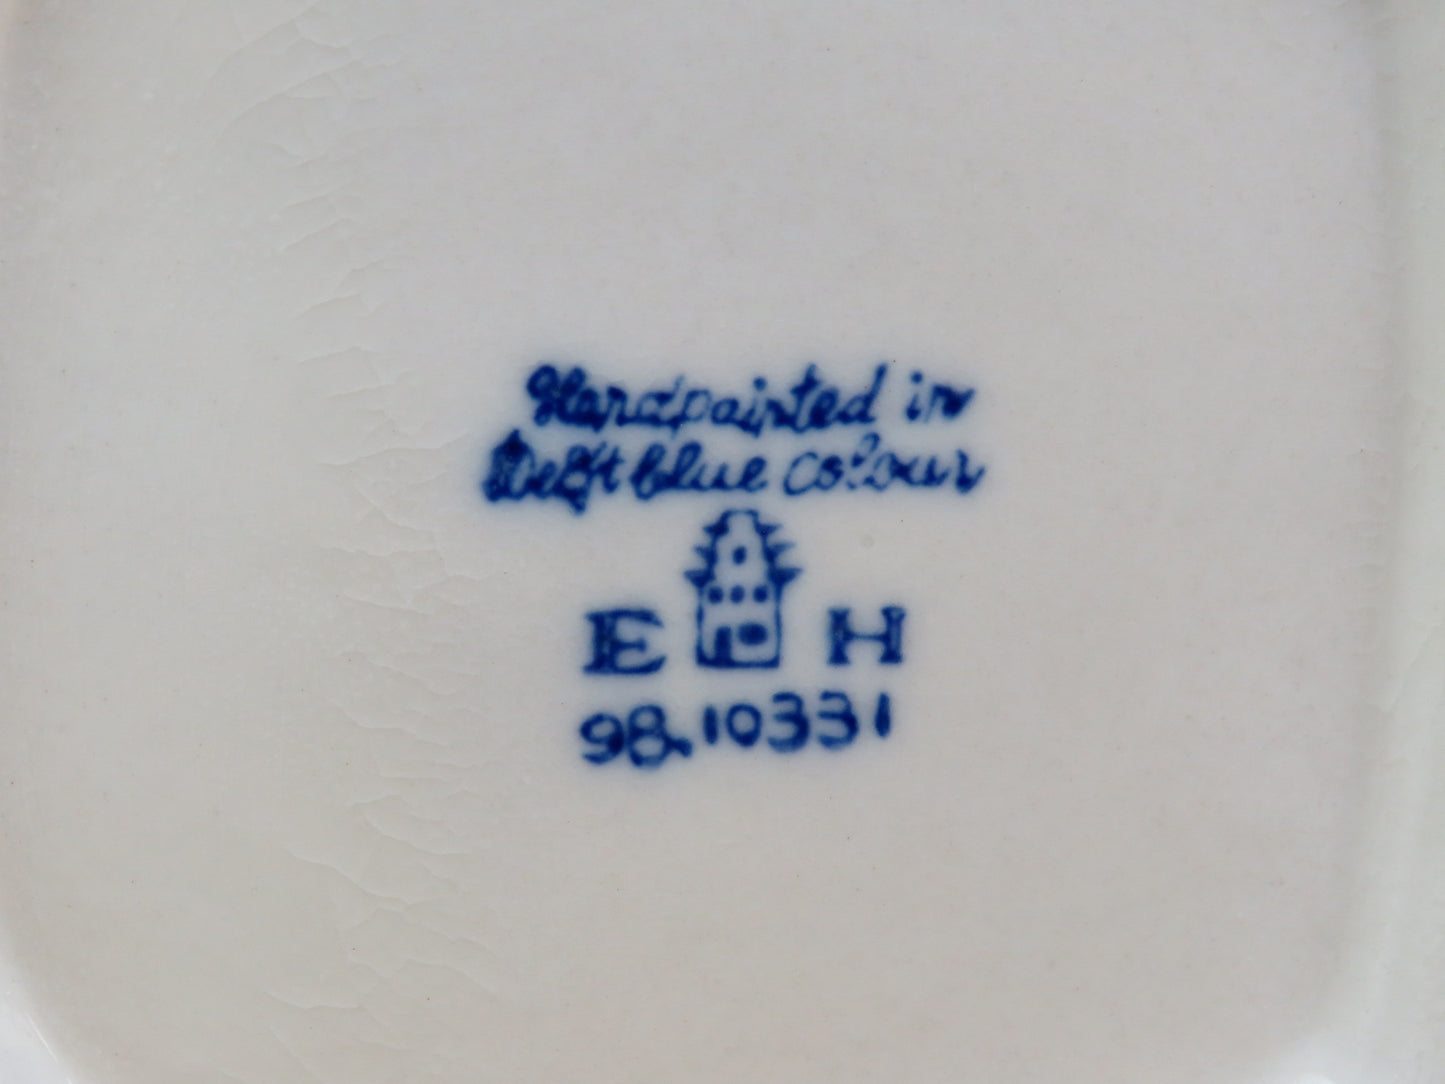 Handpainted in
Delft blue colour
E H
98.10331